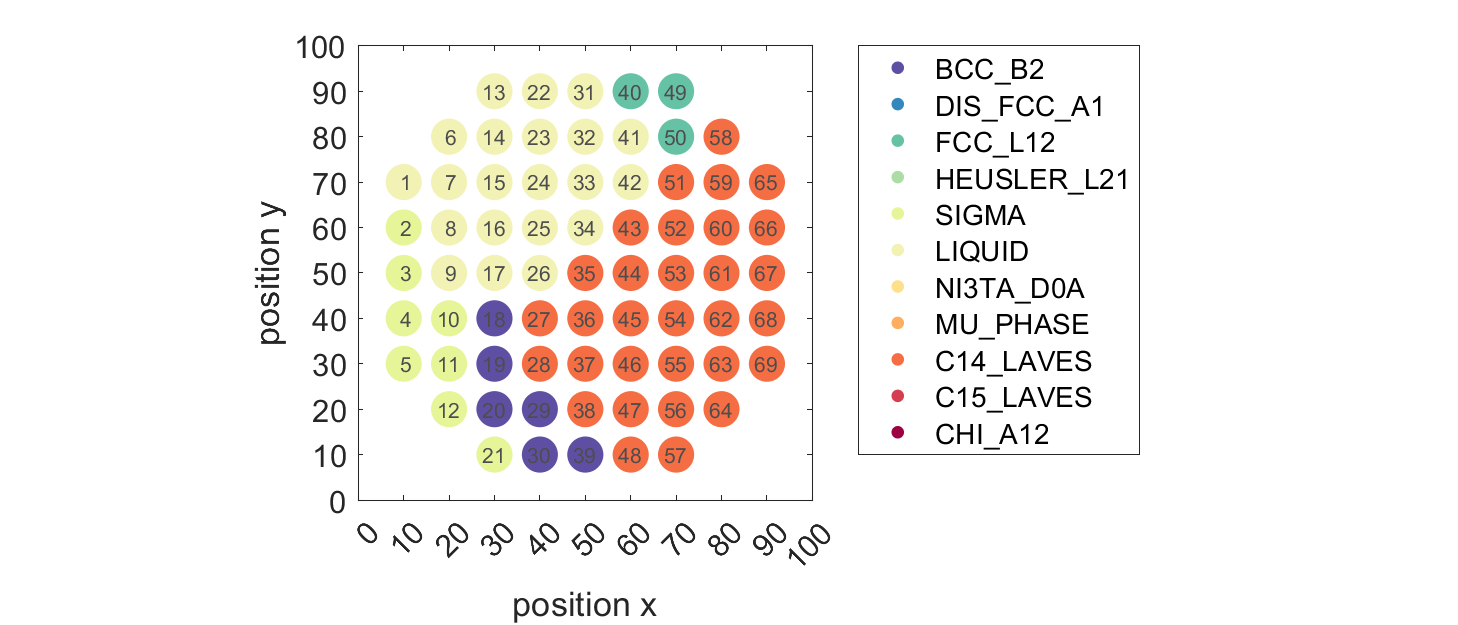 100
90
80
70
60
50
40
30
20
10
0
position y
13 22 31 40 49
6 14 23 32 41 50 58
1 7 15 24 33 42 51 59 65
2 8 16 25 34 43 52 60 66
3 9 17 26 35 44 53 61 67
4 10 18 27 36 45 54 62 68
5 11 19 28 37 46 55 63 69
12 20 29 38 47 56 64
21 30 39 48 57
0 10 20 30 40 50 60 70 80 90 100
position x
BCC_B2
DIS_FCC_A1
FCC_L12
HEUSLER_L21
SIGMA
LIQUID
NI3TA_D0A
MU_PHASE
C14_LAVES
C15_LAVES
CHI_A12